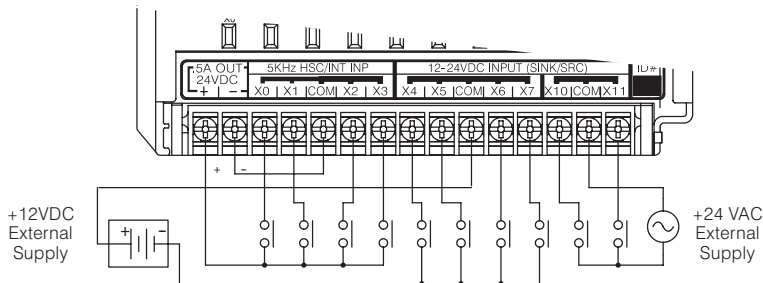 .5A OUT 5KHz HSC/INT INP 12-24VDC INPUT (SINK/SRC) ID#
24VDC
+ – X0 X1 COM X2 X3 X4 X5 COM X6 X7 X10 COM X11
+ –
+12VDC
External
Supply
+ –
+24 VAC
External
Supply